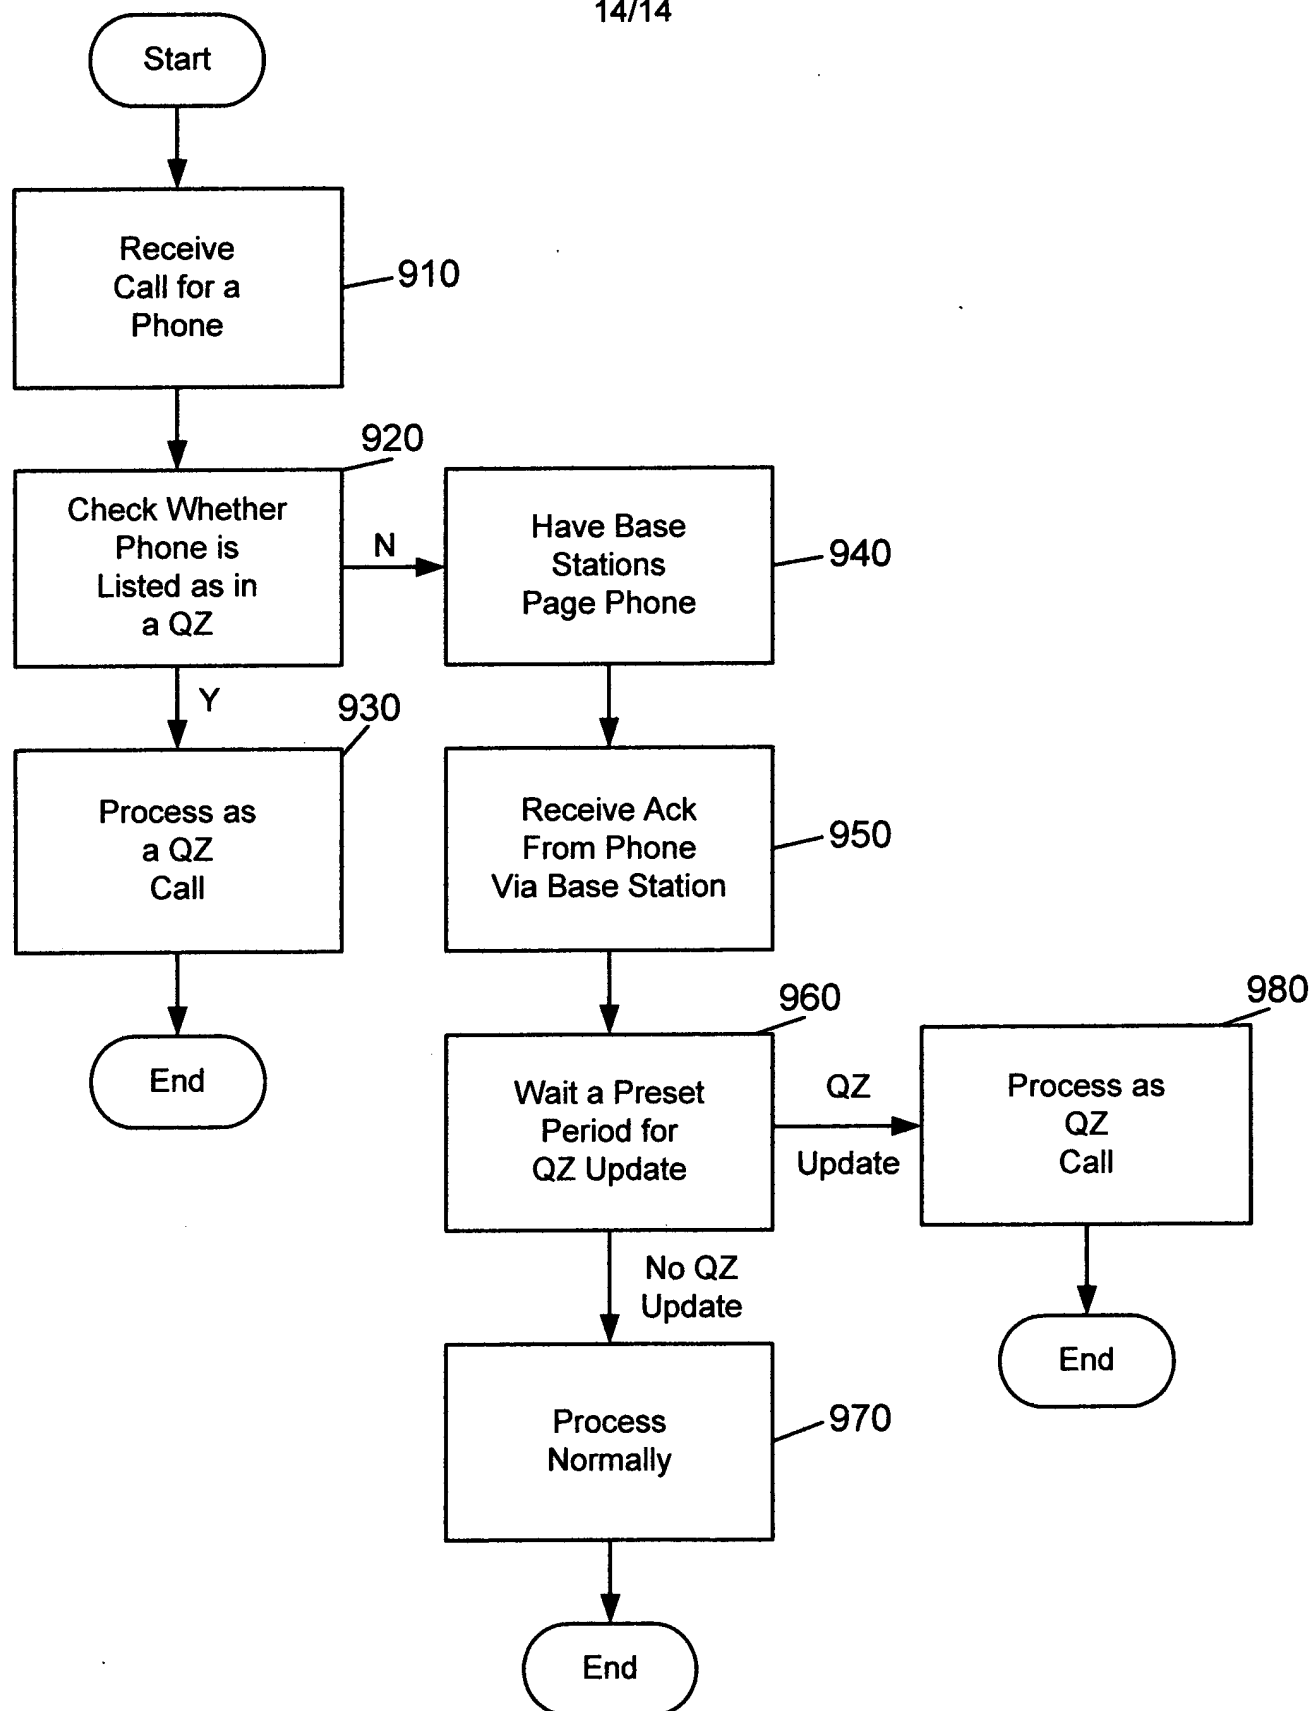 14/14
Start
Receive
Call for a
Phone
910
920
Check Whether
Phone is
Listed as in
a QZ
N
Have Base
Stations
Page Phone
940
Y
930
Process as
a QZ
Call
Receive Ack
From Phone
Via Base Station
950
End
960
Wait a Preset
Period for
QZ Update
QZ
Update
980
Process as
QZ
Call
No QZ
Update
End
Process
Normally
970
End